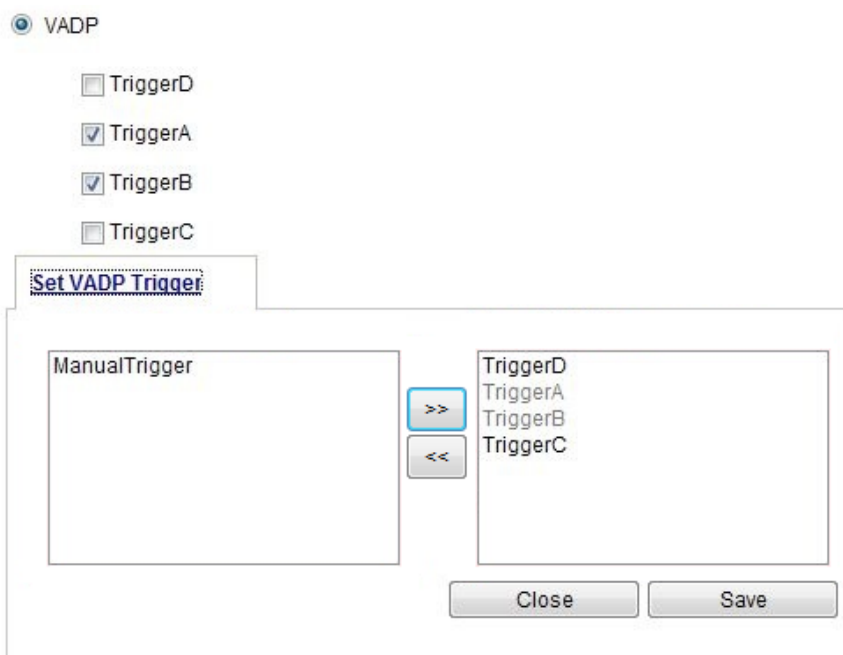 VADP
TriggerD
TriggerA
TriggerB
TriggerC
Set VADP Trigger
ManualTrigger
TriggerD
TriggerA
TriggerB
TriggerC
>>
<<
Close
Save